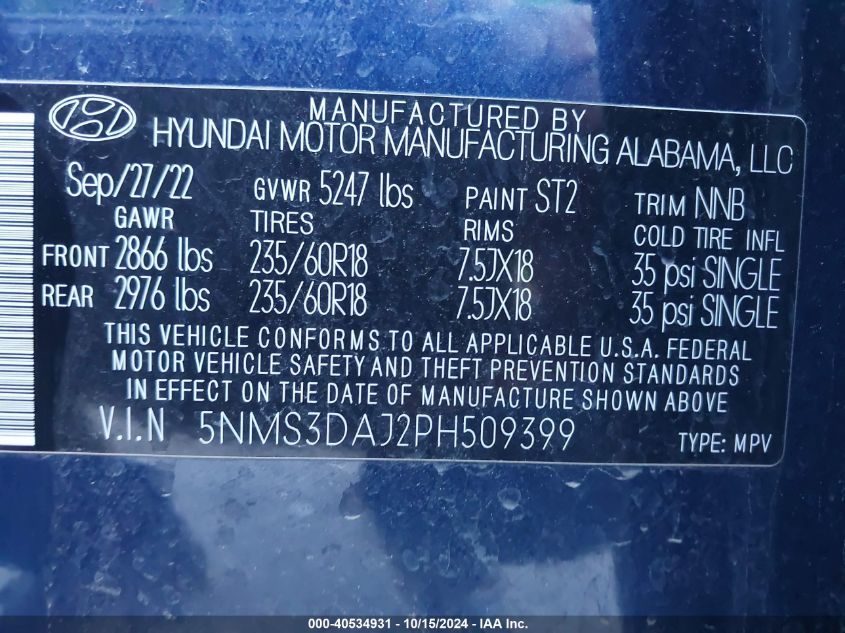 MANUFACTURED BY
HYUNDAI MOTOR MANUFACTURING ALABAMA, LLC
Sep/27/22 GVWR 5247 lbs PAINT ST2 TRIM NNB
GAWR TIRES RIMS COLD TIRE INFL
FRONT 2866 lbs 235/60R18 7.5JX18 35 psi SINGLE
REAR 2976 lbs 235/60R18 7.5JX18 35 psi SINGLE
THIS VEHICLE CONFORMS TO ALL APPLICABLE U.S.A. FEDERAL
MOTOR VEHICLE SAFETY AND THEFT PREVENTION STANDARDS
IN EFFECT ON THE DATE OF MANUFACTURE SHOWN ABOVE
V.I.N 5NMS3DAJ2PH509399 TYPE: MPV
000-40534931 - 10/15/2024 - IAA Inc.